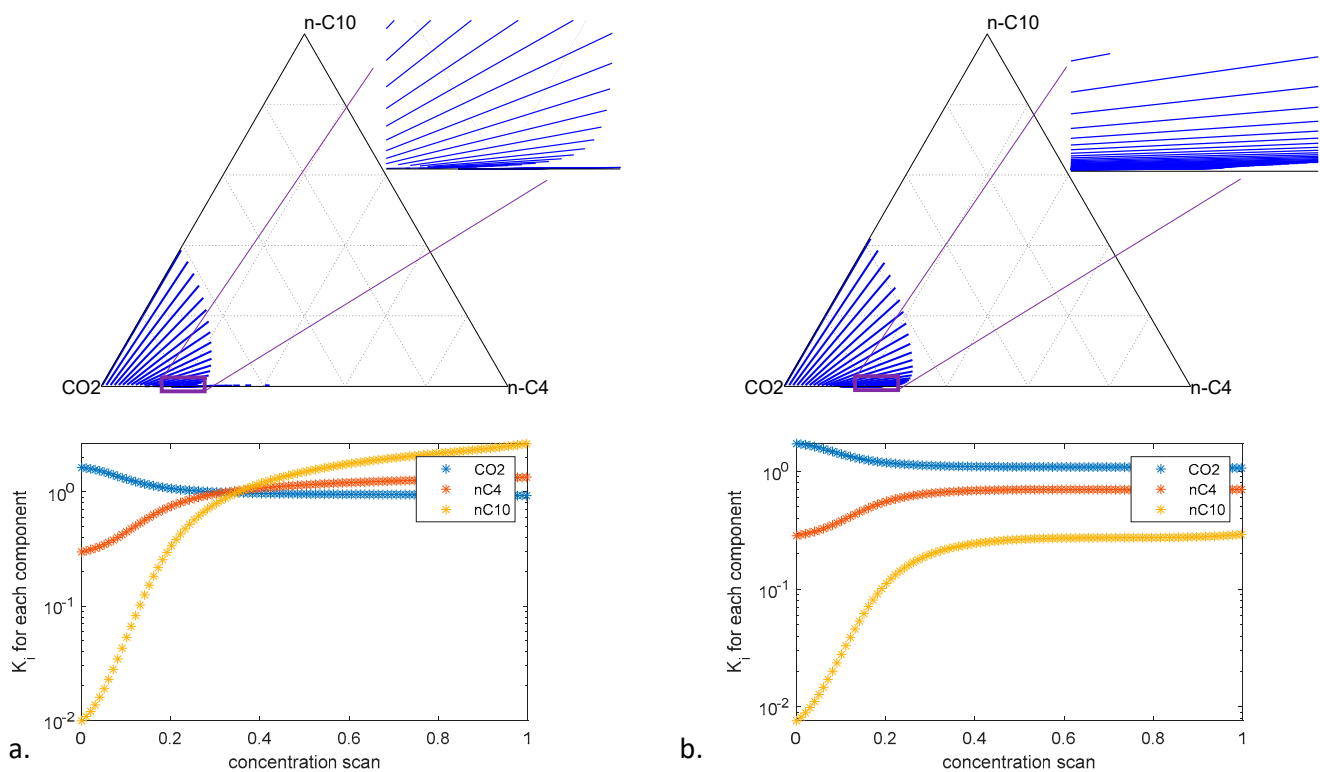 n-C10
CO2
n-C4
10^0
10^-1
10^-2
K_i for each component
0
0.2
0.4
0.6
0.8
1
concentration scan
CO2
nC4
nC10
a.
n-C10
CO2
n-C4
10^0
10^-1
10^-2
K_i for each component
0
0.2
0.4
0.6
0.8
1
concentration scan
CO2
nC4
nC10
b.